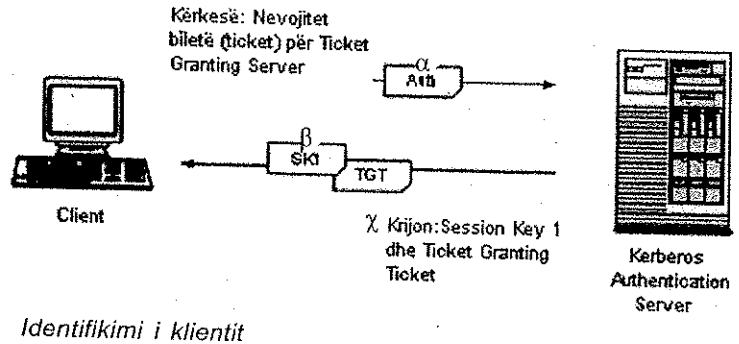 Kërkesë: Nevojitet
biletë (ticket) për Ticket
Granting Server
α
Auti
β
SK1
TGT
Client
χ Krijon:Session Key 1
dhe Ticket Granting
Ticket
Kerberos
Authentication
Server
Identifikimi i klientit